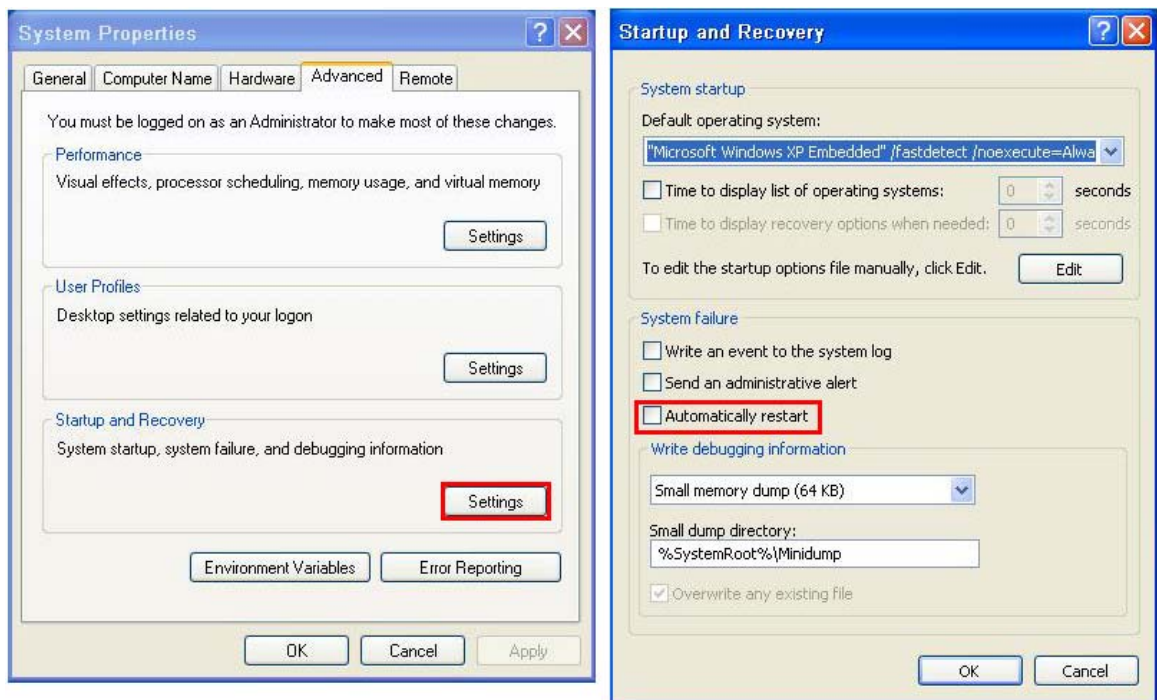 System Properties
General Computer Name Hardware Advanced Remote
You must be logged on as an Administrator to make most of these changes.
Performance
Visual effects, processor scheduling, memory usage, and virtual memory
Settings
User Profiles
Desktop settings related to your logon
Settings
Startup and Recovery
System startup, system failure, and debugging information
Settings
Environment Variables Error Reporting
OK Cancel Apply
Startup and Recovery
System startup
Default operating system:
"Microsoft Windows XP Embedded" /fastdetect /noexecute=Alwa
Time to display list of operating systems: 0 seconds
Time to display recovery options when needed: 0 seconds
To edit the startup options file manually, click Edit. Edit
System failure
Write an event to the system log
Send an administrative alert
Automatically restart
Write debugging information
Small memory dump (64 KB)
Small dump directory:
%SystemRoot%\Minidump
Overwrite any existing file
OK Cancel